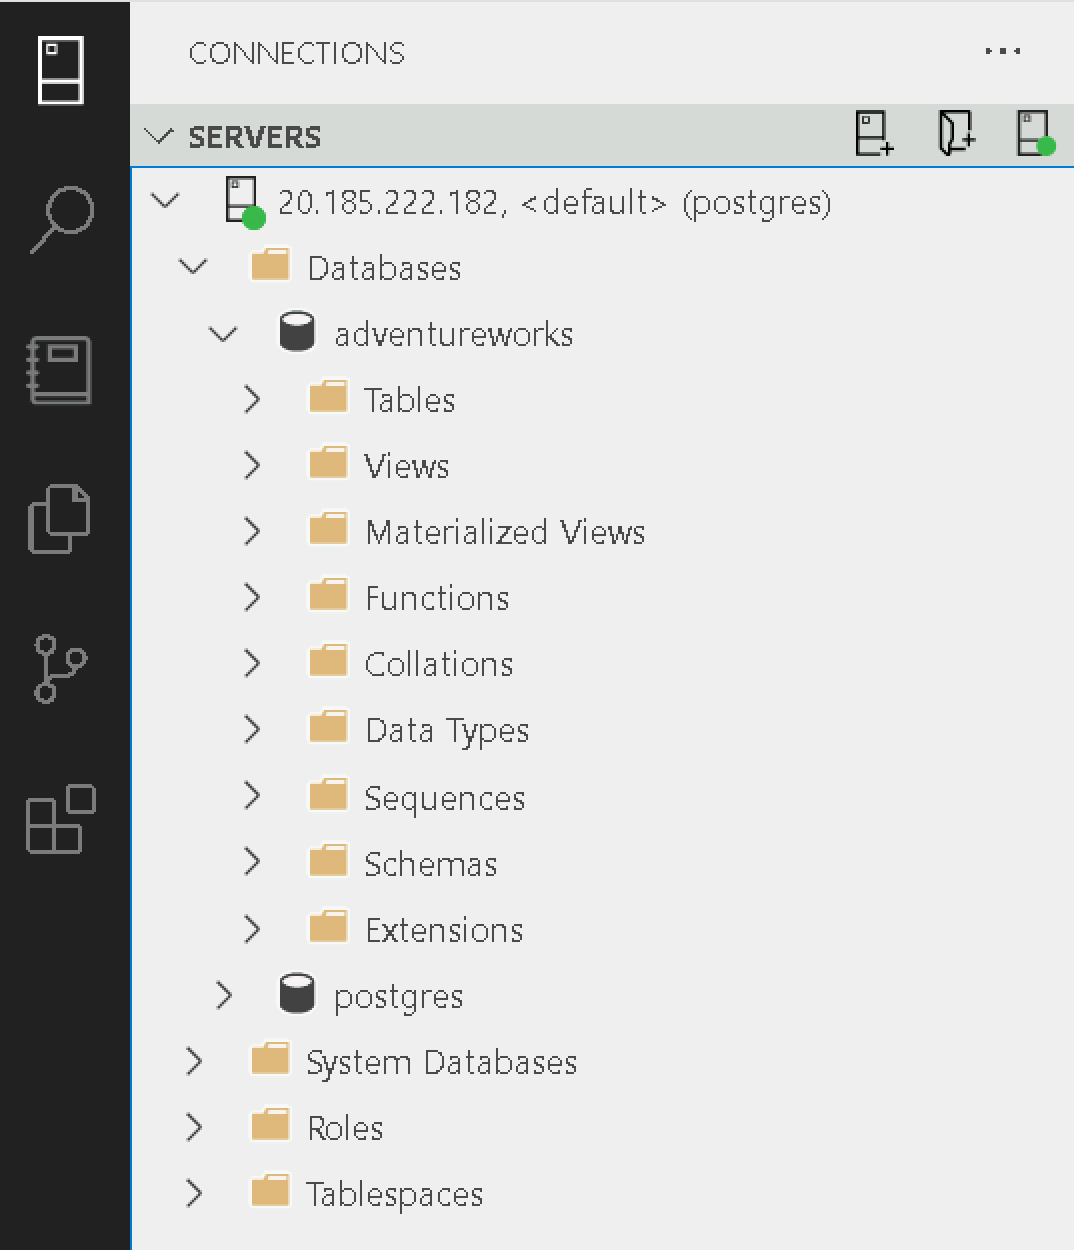 CONNECTIONS
SERVERS
20.185.222.182, <default> (postgres)
Databases
adventureworks
Tables
Views
Materialized Views
Functions
Collations
Data Types
Sequences
Schemas
Extensions
postgres
System Databases
Roles
Tablespaces